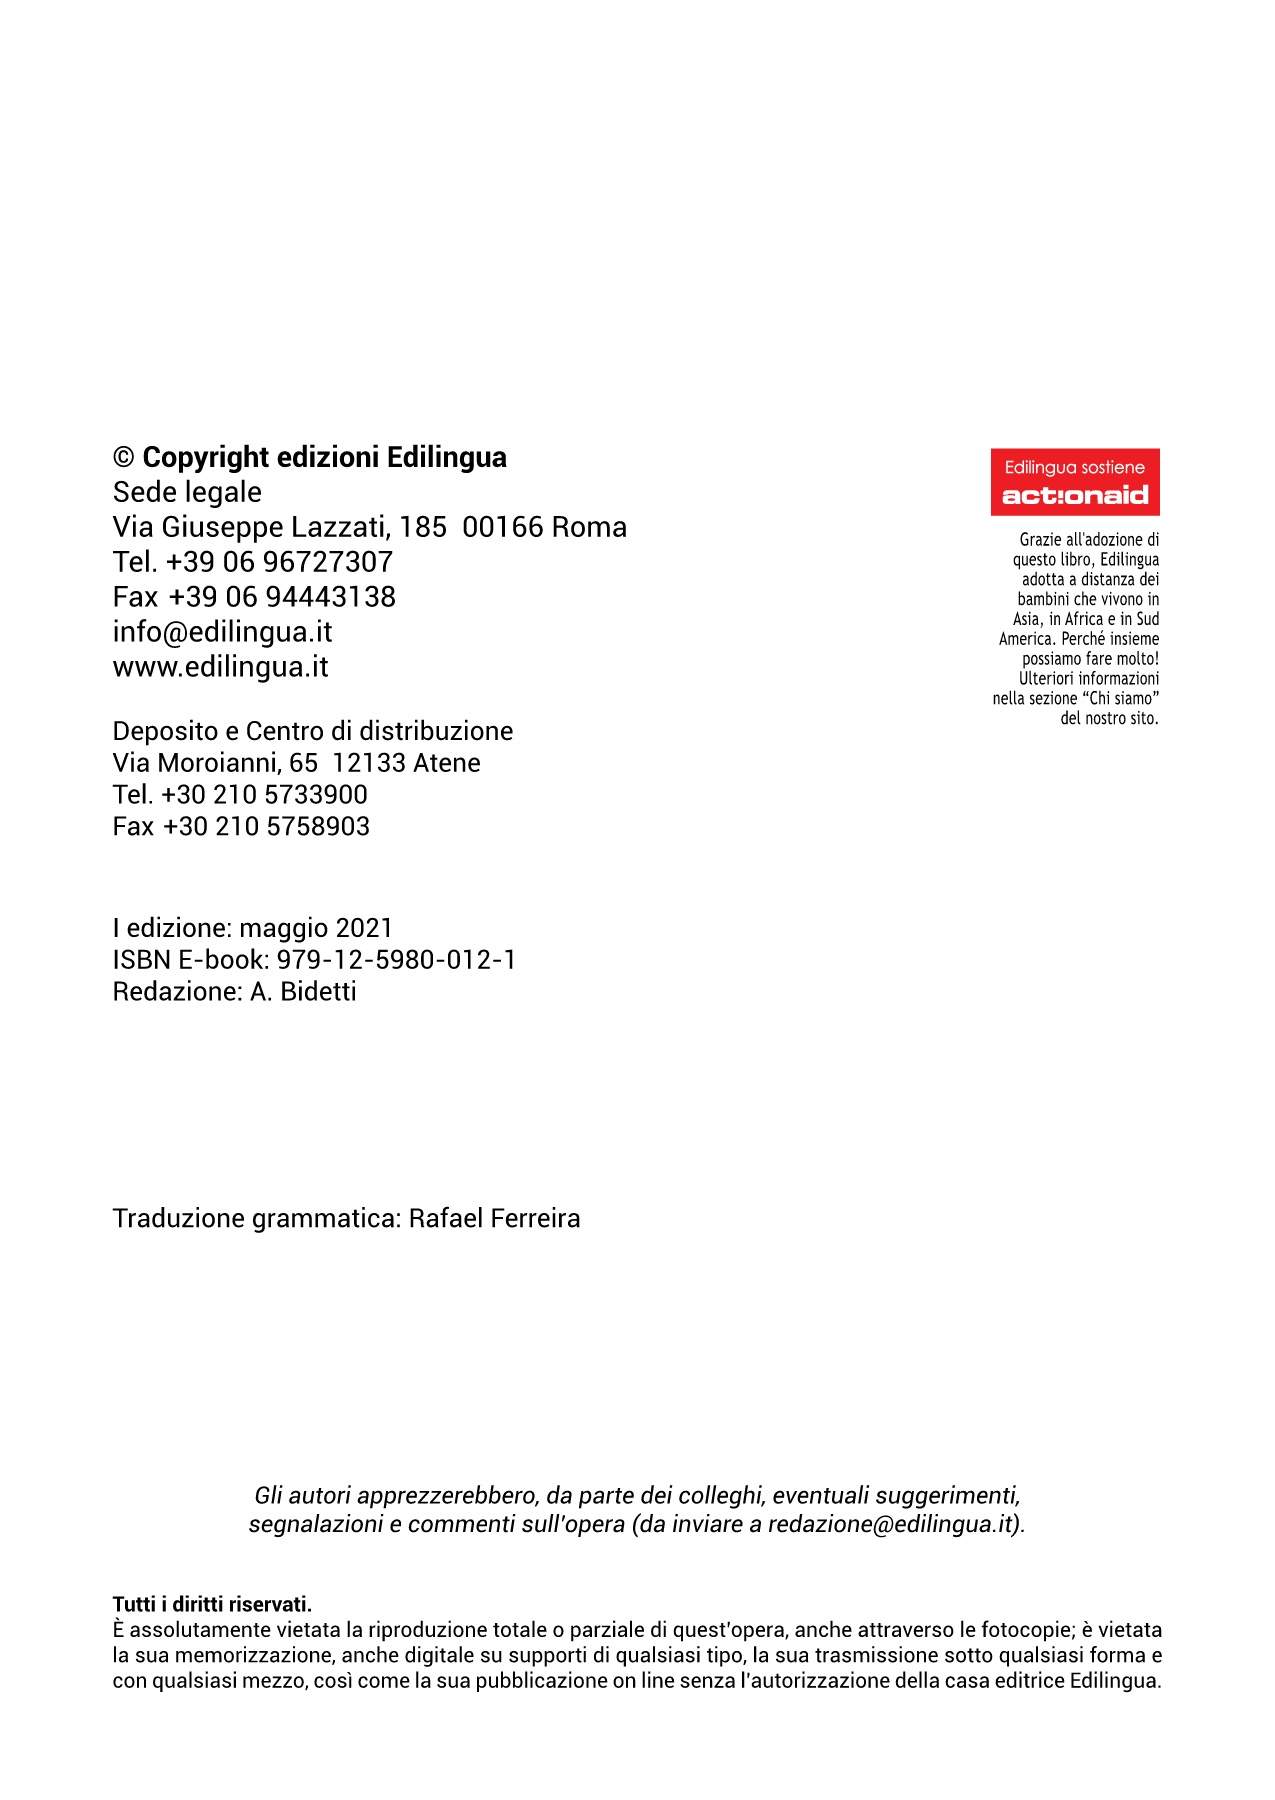 © Copyright edizioni Edilingua
Sede legale
Via Giuseppe Lazzati, 185  00166 Roma
Tel. +39 06 96727307
Fax +39 06 94443138
info@edilingua.it
www.edilingua.it
Deposito e Centro di distribuzione
Via Moroianni, 65  12133 Atene
Tel. +30 210 5733900
Fax +30 210 5758903
I edizione: maggio 2021
ISBN E-book: 979-12-5980-012-1
Redazione: A. Bidetti
Edilingua sostiene
act!onaid
Grazie all'adozione di
questo libro, Edilingua
adotta a distanza dei
bambini che vivono in
Asia, in Africa e in Sud
America. Perché insieme
possiamo fare molto!
Ulteriori informazioni
nella sezione “Chi siamo”
del nostro sito.
Traduzione grammatica: Rafael Ferreira
Gli autori apprezzerebbero, da parte dei colleghi, eventuali suggerimenti,
segnalazioni e commenti sull'opera (da inviare a redazione@edilingua.it).
Tutti i diritti riservati.
È assolutamente vietata la riproduzione totale o parziale di quest'opera, anche attraverso le fotocopie; è vietata
la sua memorizzazione, anche digitale su supporti di qualsiasi tipo, la sua trasmissione sotto qualsiasi forma e
con qualsiasi mezzo, così come la sua pubblicazione on line senza l'autorizzazione della casa editrice Edilingua.